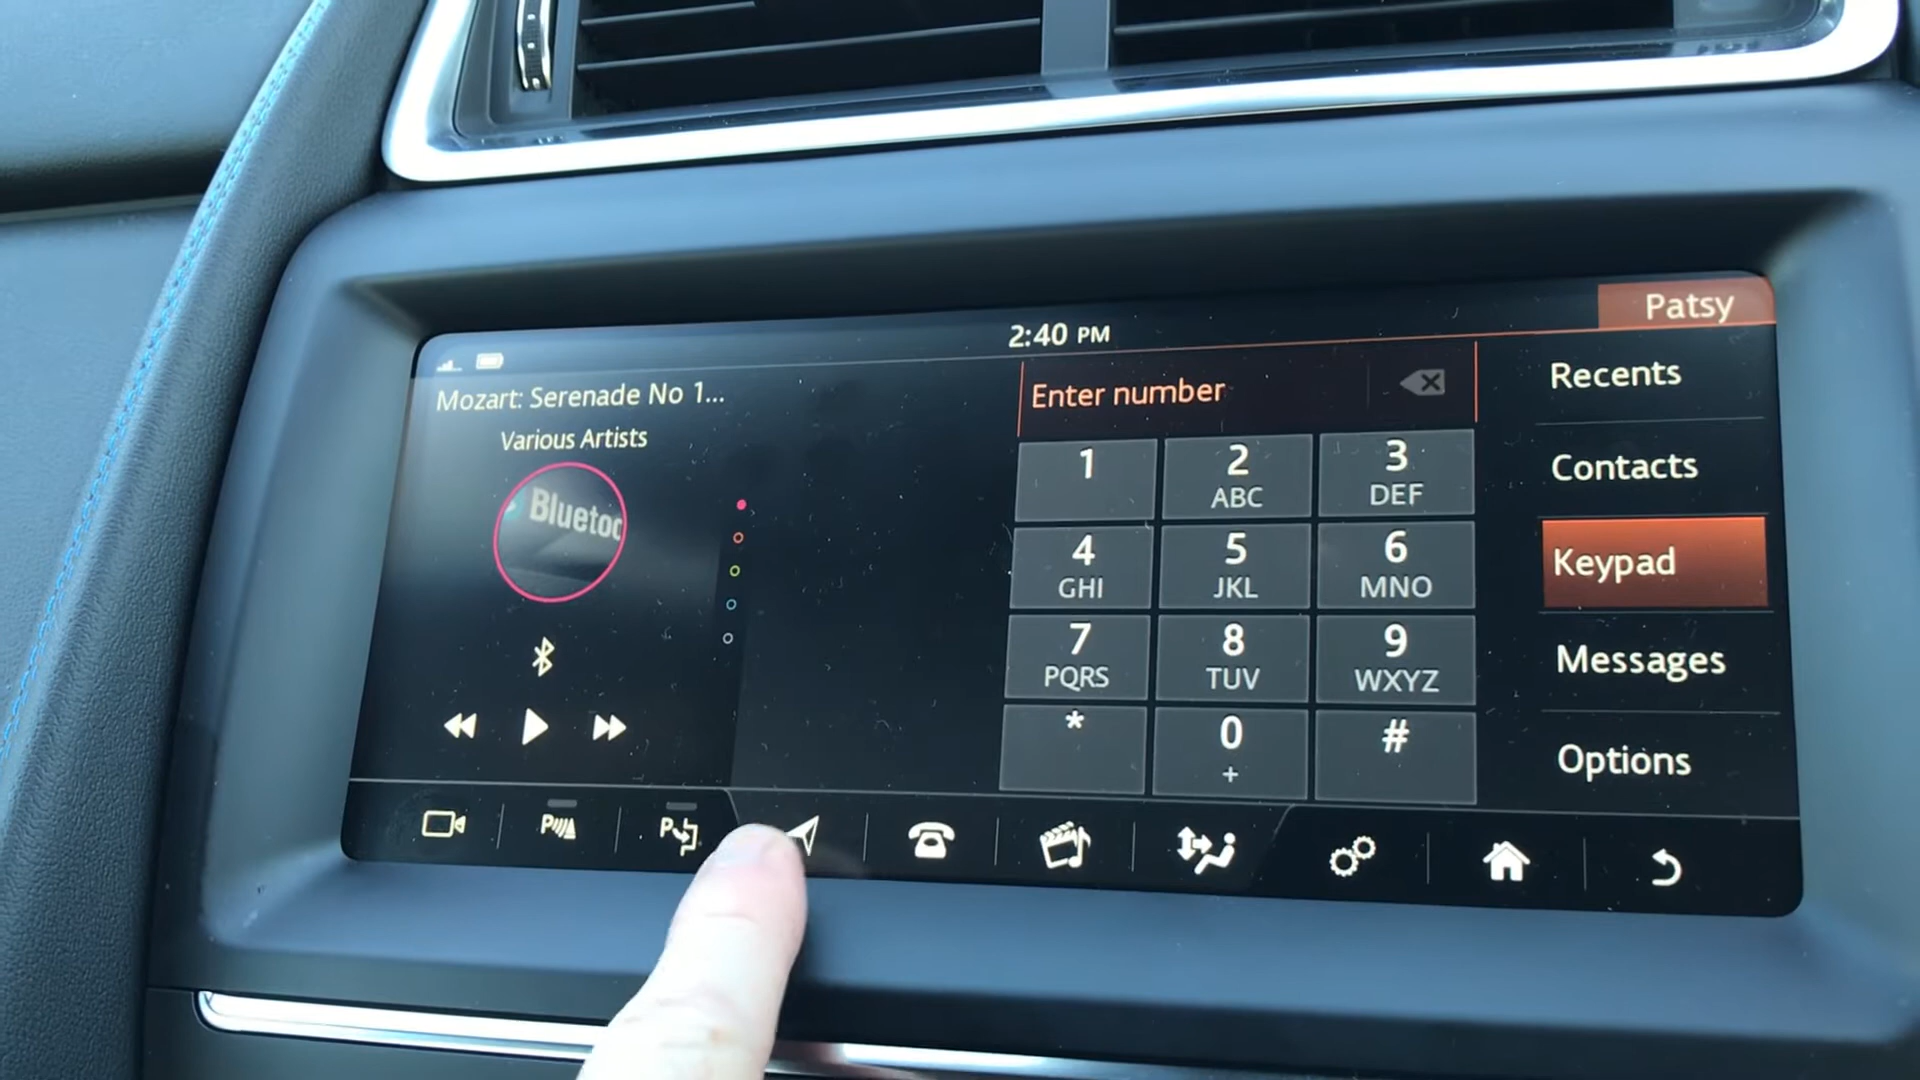 Patsy
2:40 PM
Mozart: Serenade No 1...
Various Artists
Bluetoo
Enter number
1
2
ABC
3
DEF
4
GHI
5
JKL
6
MNO
7
PQRS
8
TUV
9
WXYZ
*
0
+
#
Recents
Contacts
Keypad
Messages
Options
P
P